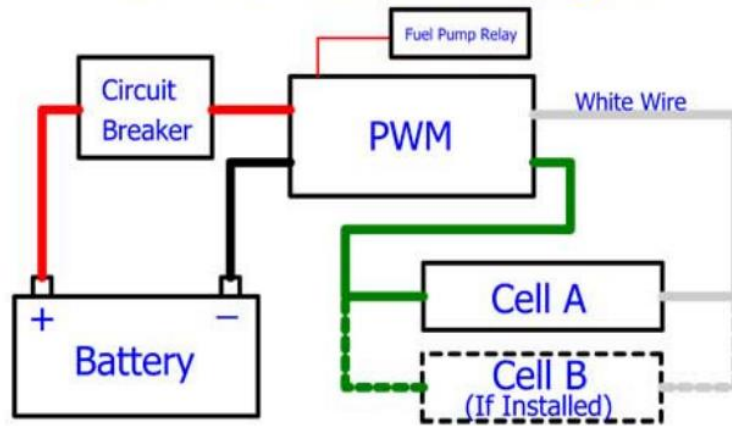 Fuel Pump Relay
Circuit
Breaker
PWM
White Wire
Cell A
+
−
Battery
Cell B
(If Installed)